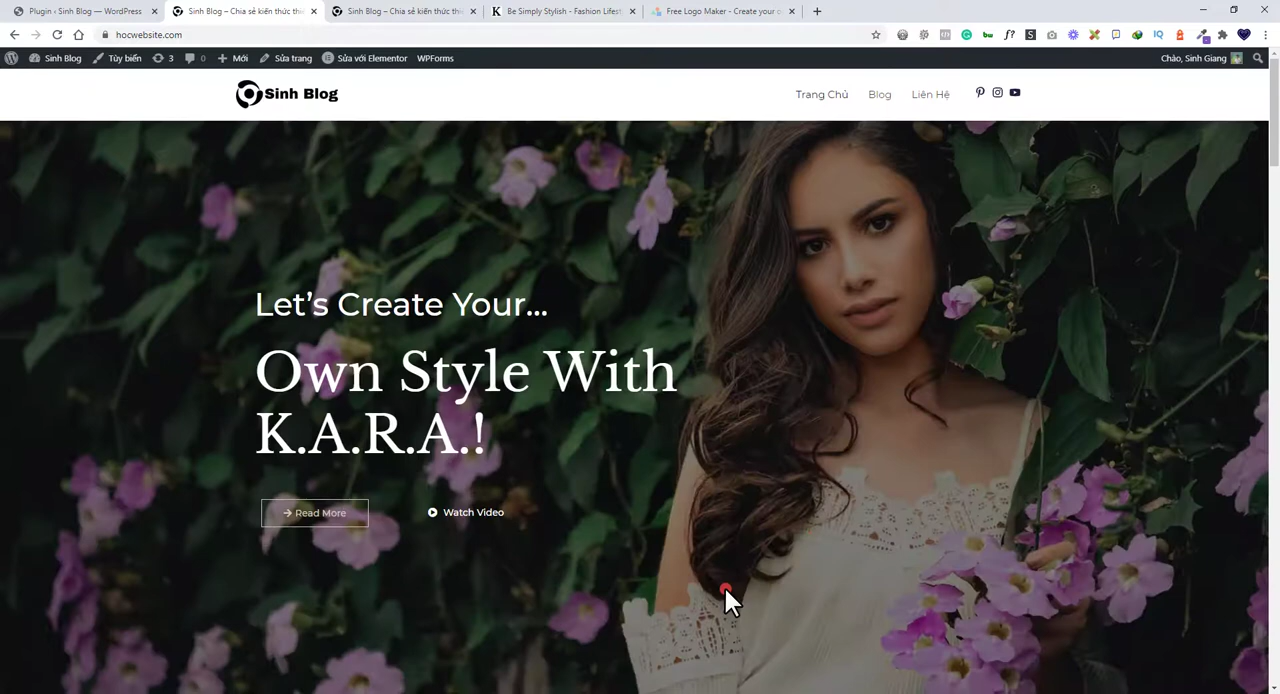 Plugin ‹ Sinh Blog — WordPress
Sinh Blog – Chia sẻ kiến thức thi
Sinh Blog – Chia sẻ kiến thức thi
Be Simply Stylish - Fashion Lifest
Free Logo Maker - Create your o
hocwebsite.com
Sinh Blog
Tùy biến
3
0
Mới
Sửa trang
Sửa với Elementor
WPForms
Chào, Sinh Giang
Sinh Blog
Trang Chủ
Blog
Liên Hệ
Let’s Create Your...
Own Style With
K.A.R.A.!
Read More
Watch Video